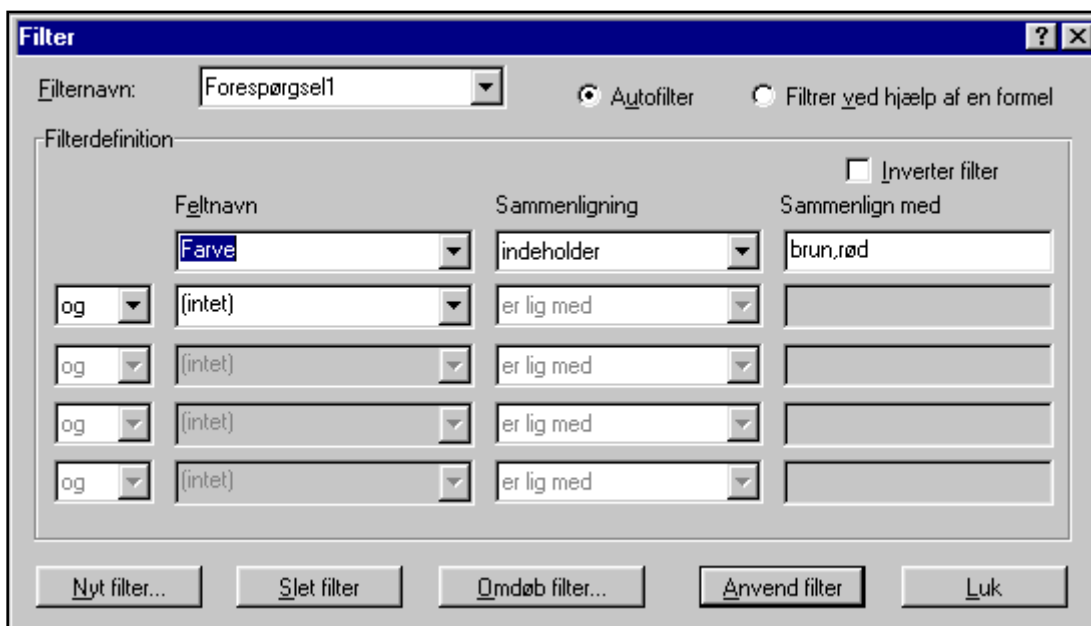 Filter
Filternavn: Forespørgsel1 Autofilter Filtrer ved hjælp af en formel
Filterdefinition
Inverter filter
Feltnavn Sammenligning Sammenlign med
Farve indeholder brun,rød
og (intet) er lig med
og (intet) er lig med
og (intet) er lig med
og (intet) er lig med
Nyt filter... Slet filter Omdøb filter... Anvend filter Luk